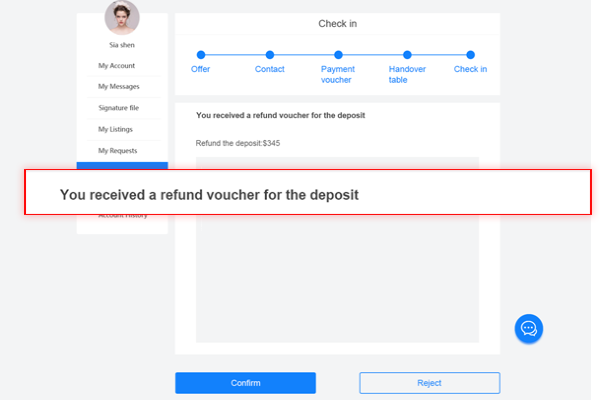 Check in
Sia shen
My Account
My Messages
Signature file
My Listings
My Requests
Account History
Offer
Contact
Payment
voucher
Handover
table
Check in
You received a refund voucher for the deposit
Refund the deposit:$345
You received a refund voucher for the deposit
Confirm
Reject